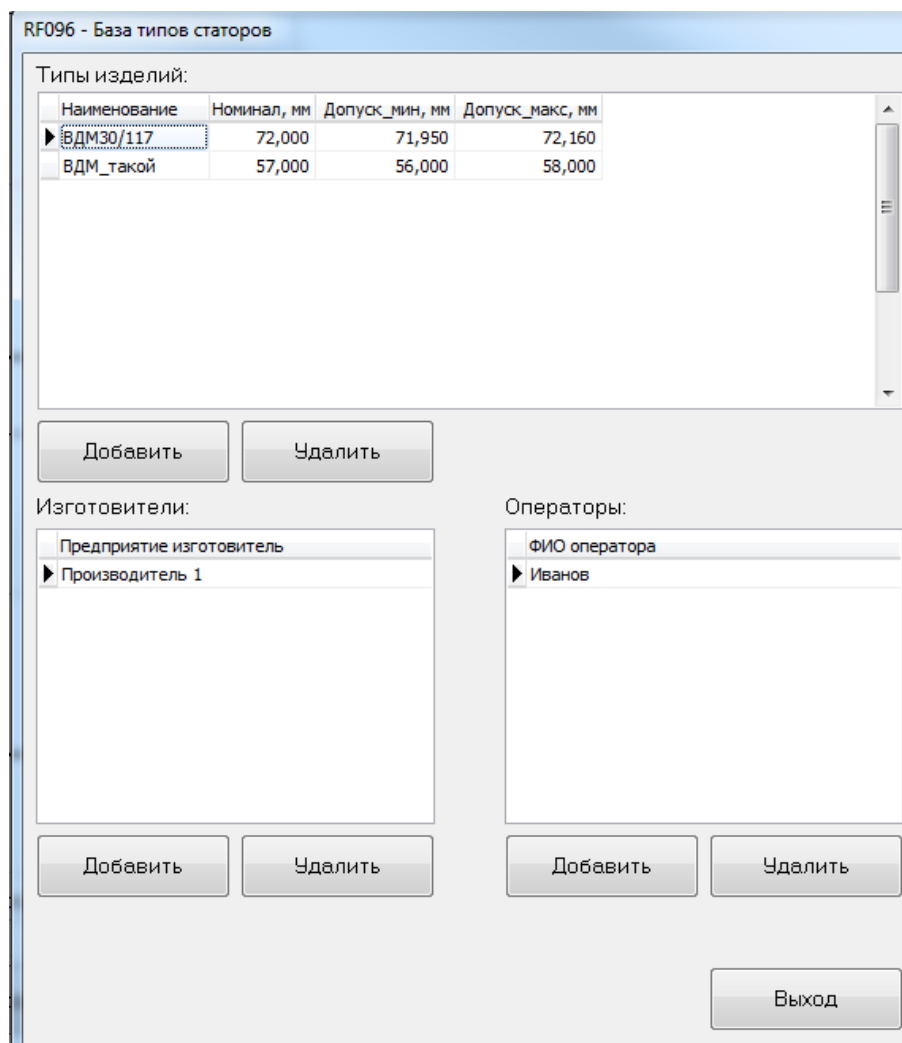 RF096 - База типов статоров
Типы изделий:
Наименование Номинал, мм Допуск_мин, мм Допуск_макс, мм
ВДМ30/117 72,000 71,950 72,160
ВДМ_такой 57,000 56,000 58,000
Добавить Удалить
Изготовители: Операторы:
Предприятие изготовитель ФИО оператора
Производитель 1 Иванов
Добавить Удалить Добавить Удалить
Выход